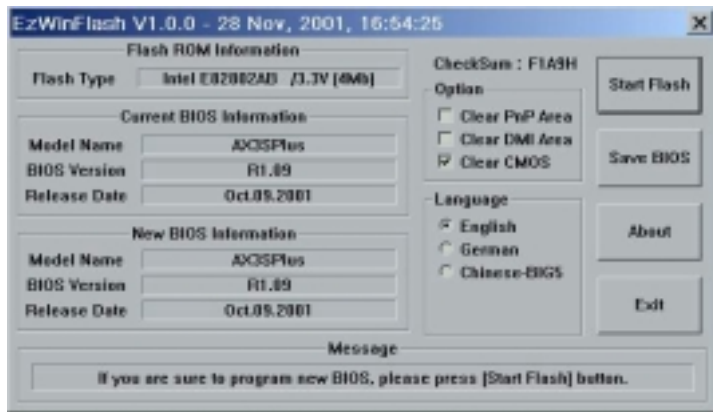 EzWinFlash V1.0.0 - 28 Nov, 2001, 16:54:25
Flash ROM Information
Flash Type Intel E82802AB /3.3V (4Mb)
Current BIOS Information
Model Name AX3SPlus
BIOS Version R1.09
Release Date Oct.09.2001
New BIOS Information
Model Name AX3SPlus
BIOS Version R1.09
Release Date Oct.09.2001
CheckSum : F1A9H
Option
Clear PnP Area
Clear DMI Area
Clear CMOS
Language
English
German
Chinese-BIG5
Start Flash
Save BIOS
About
Exit
Message
If you are sure to program new BIOS, please press [Start Flash] button.